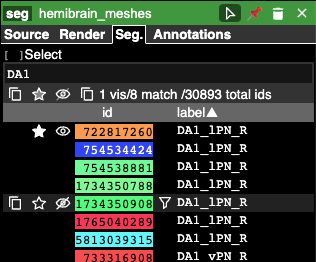 seg hemibrain_meshes
Source Render Seg. Annotations
[ ]Select
DA1
1 vis/8 match /30893 total ids
id label▲
722817260 DA1_lPN_R
754534424 DA1_lPN_R
754538881 DA1_lPN_R
1734350788 DA1_lPN_R
1734350908 DA1_lPN_R
1765040289 DA1_lPN_R
5813039315 DA1_lPN_R
733316908 DA1_vPN_R